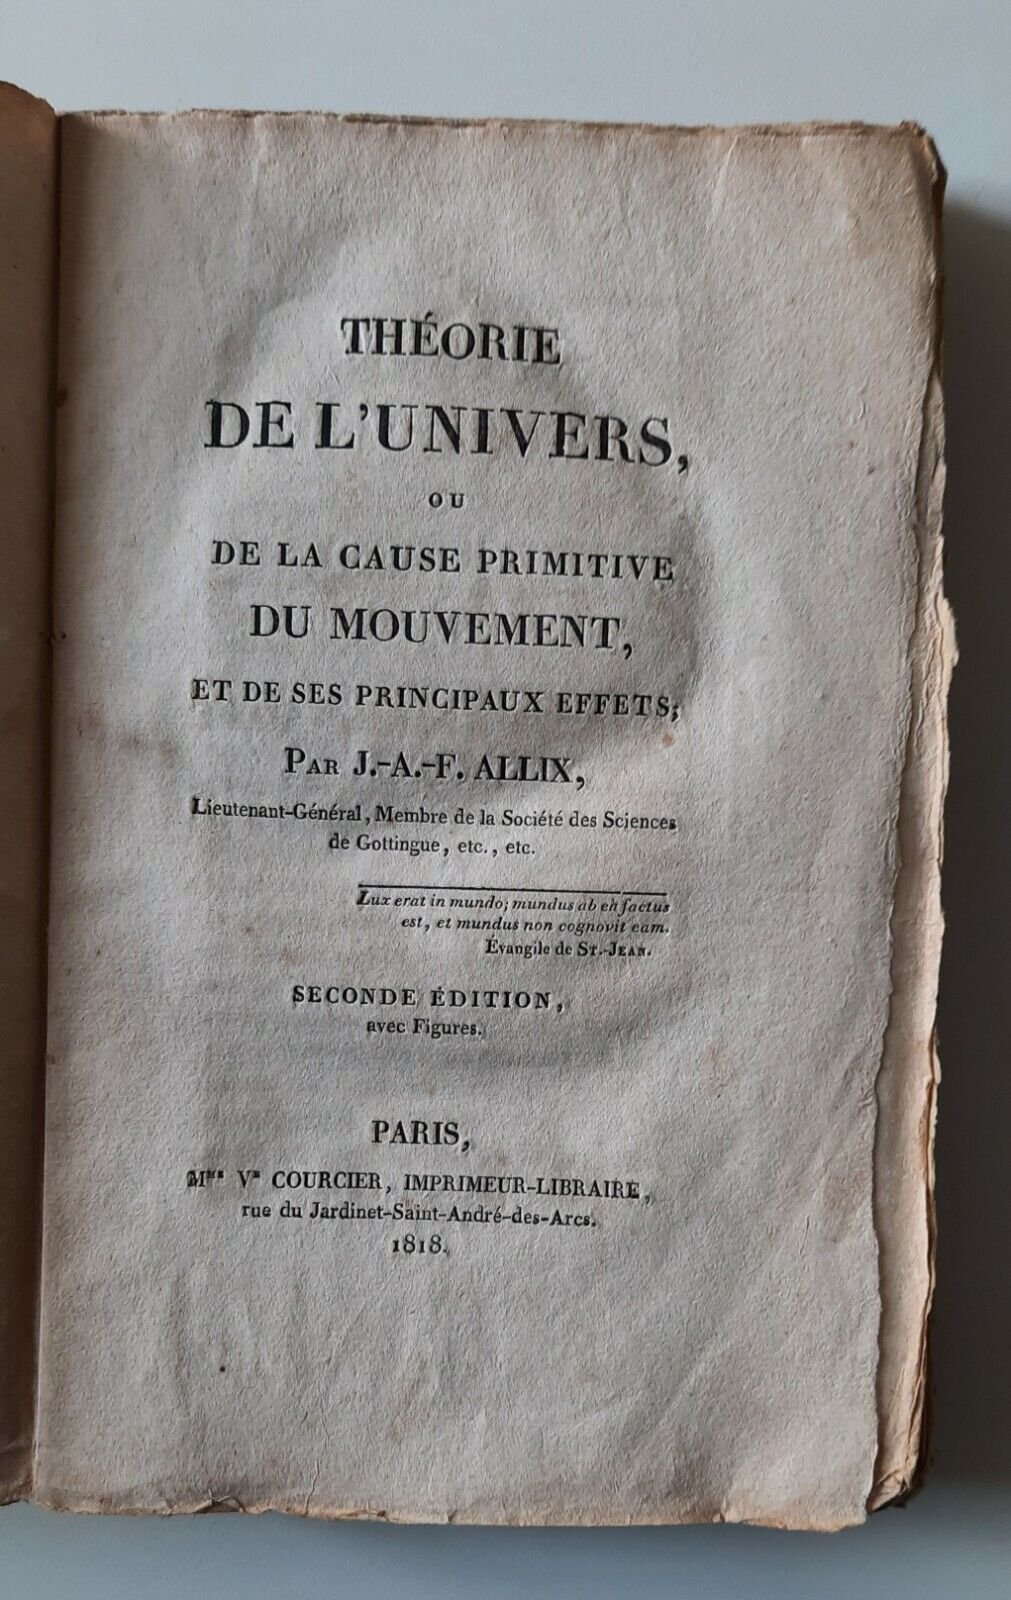 THÉORIE
DE L'UNIVERS,
OU
DE LA CAUSE PRIMITIVE
DU MOUVEMENT,
ET DE SES PRINCIPAUX EFFETS;
PAR J.-A.-F. ALLIX,
Lieutenant-Général, Membre de la Société des Sciences
de Gottingue, etc., etc.
Lux erat in mundo; mundus ab eâ factus
est, et mundus non cognovit eam.
Évangile de ST.-JEAN.
SECONDE ÉDITION,
avec Figures.
PARIS,
MME VE COURCIER, IMPRIMEUR-LIBRAIRE,
rue du Jardinet-Saint-André-des-Arcs.
1818.